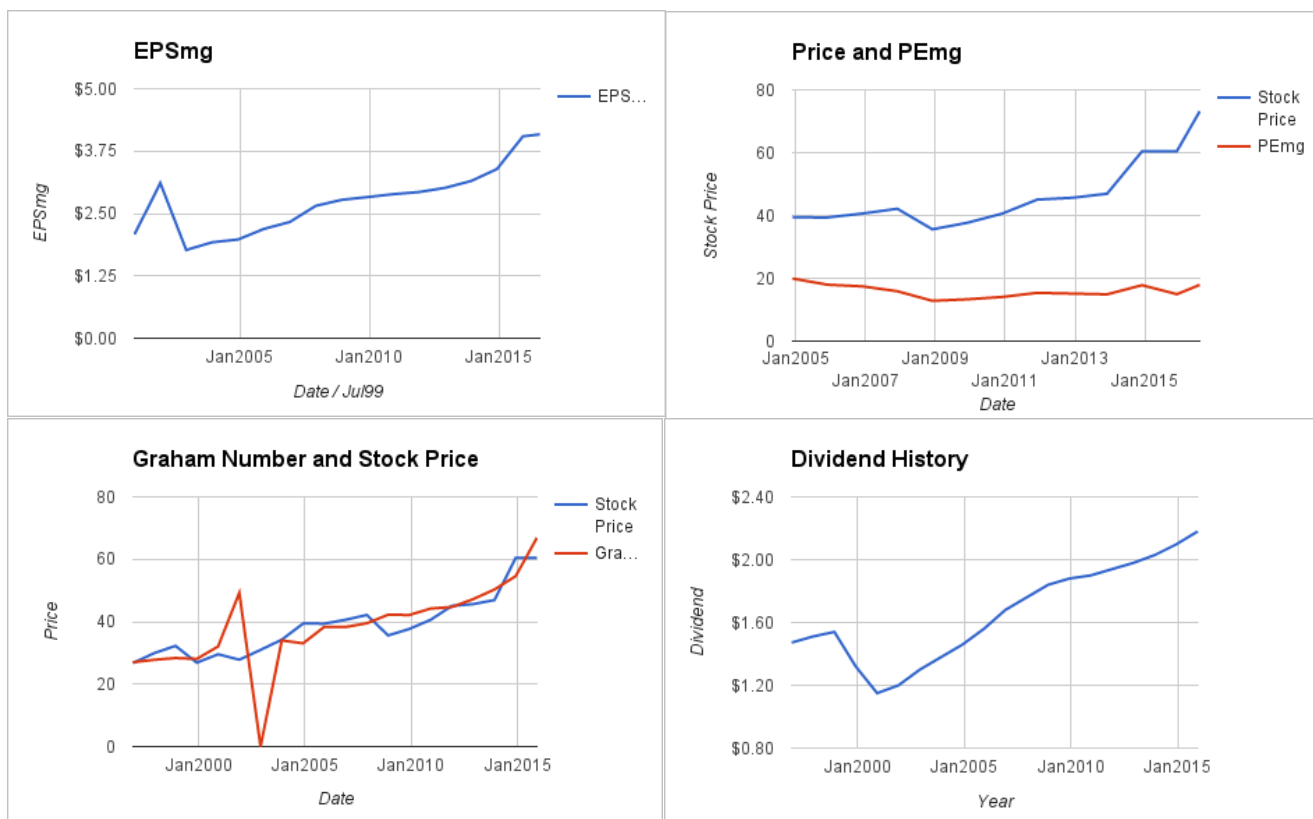 EPSmg
$5.00
$3.75
$2.50
$1.25
$0.00
EPSmg
EPS...
Jan2005
Jan2010
Jan2015
Date / Jul99
Price and PEmg
80
60
40
20
0
Stock Price
Stock
Price
PEmg
Jan2005
Jan2007
Jan2009
Jan2011
Jan2013
Jan2015
Date
Graham Number and Stock Price
80
60
40
20
0
Price
Stock
Price
Gra...
Jan2000
Jan2005
Jan2010
Jan2015
Date
Dividend History
$2.40
$2.00
$1.60
$1.20
$0.80
Dividend
Jan2000
Jan2005
Jan2010
Jan2015
Year